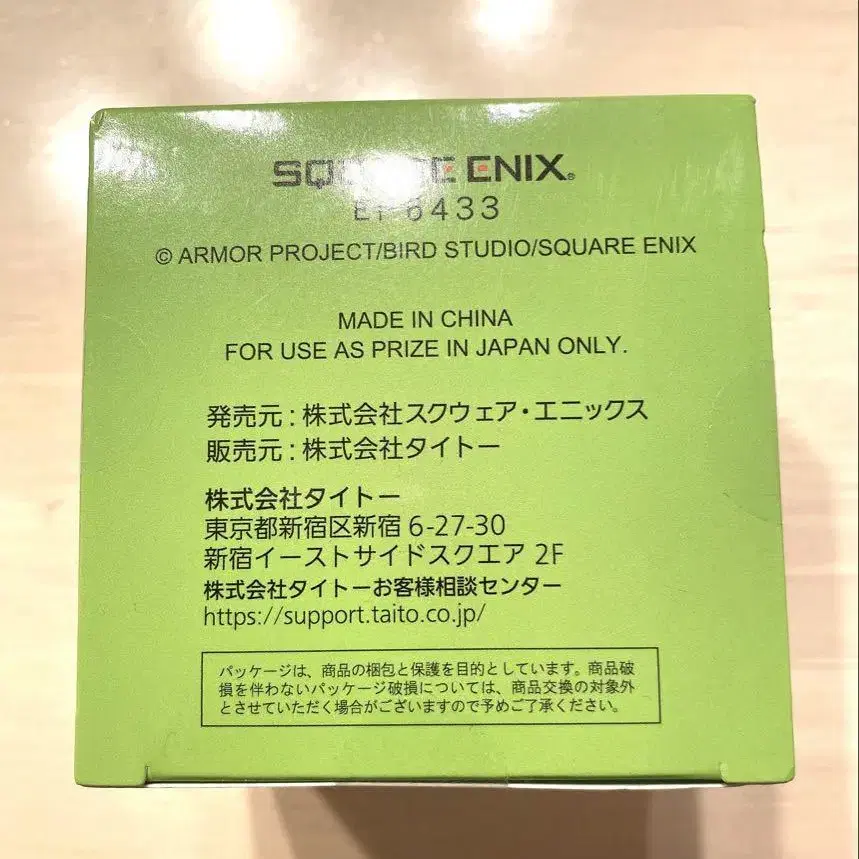 ENIX®
6433
© ARMOR PROJECT/BIRD STUDIO/SQUARE ENIX
MADE IN CHINA
FOR USE AS PRIZE IN JAPAN ONLY.
発売元：株式会社スクウェア・エニックス
販売元：株式会社タイトー
株式会社タイトー
東京都新宿区新宿 6-27-30
新宿イーストサイドスクエア 2F
株式会社タイトーお客様相談センター
https://support.taito.co.jp/
パッケージは、商品の梱包と保護を目的としています。商品破
損を伴わないパッケージ破損については、商品交換の対象外
とさせていただく場合がございますので予めご了承ください。